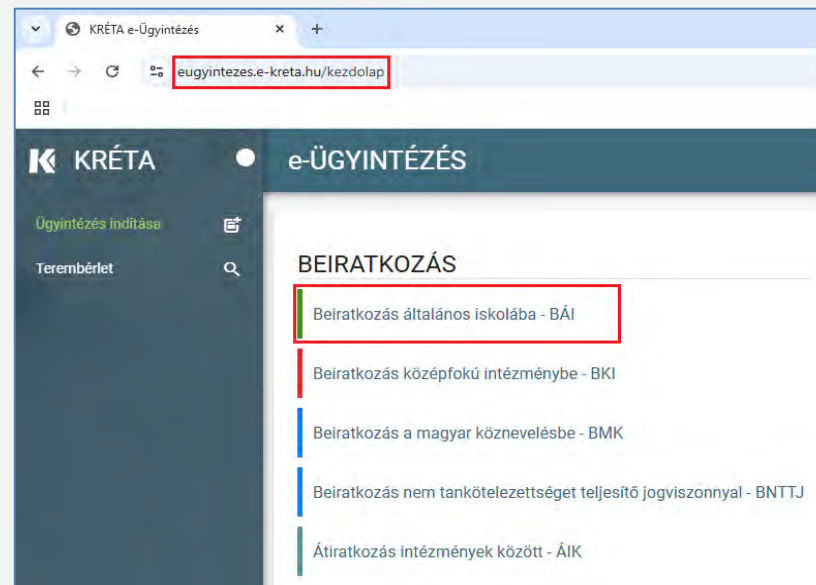 KRÉTA e-Ügyintézés
eugyintezes.e-kreta.hu/kezdolap
KRÉTA
e-ÜGYINTÉZÉS
Ügyintézés indítása
Terembérlet
BEIRATKOZÁS
Beiratkozás általános iskolába - BÁI
Beiratkozás középfokú intézménybe - BKI
Beiratkozás a magyar köznevelésbe - BMK
Beiratkozás nem tankötelezettséget teljesítő jogviszonnyal - BNTTJ
Átiratkozás intézmények között - ÁIK